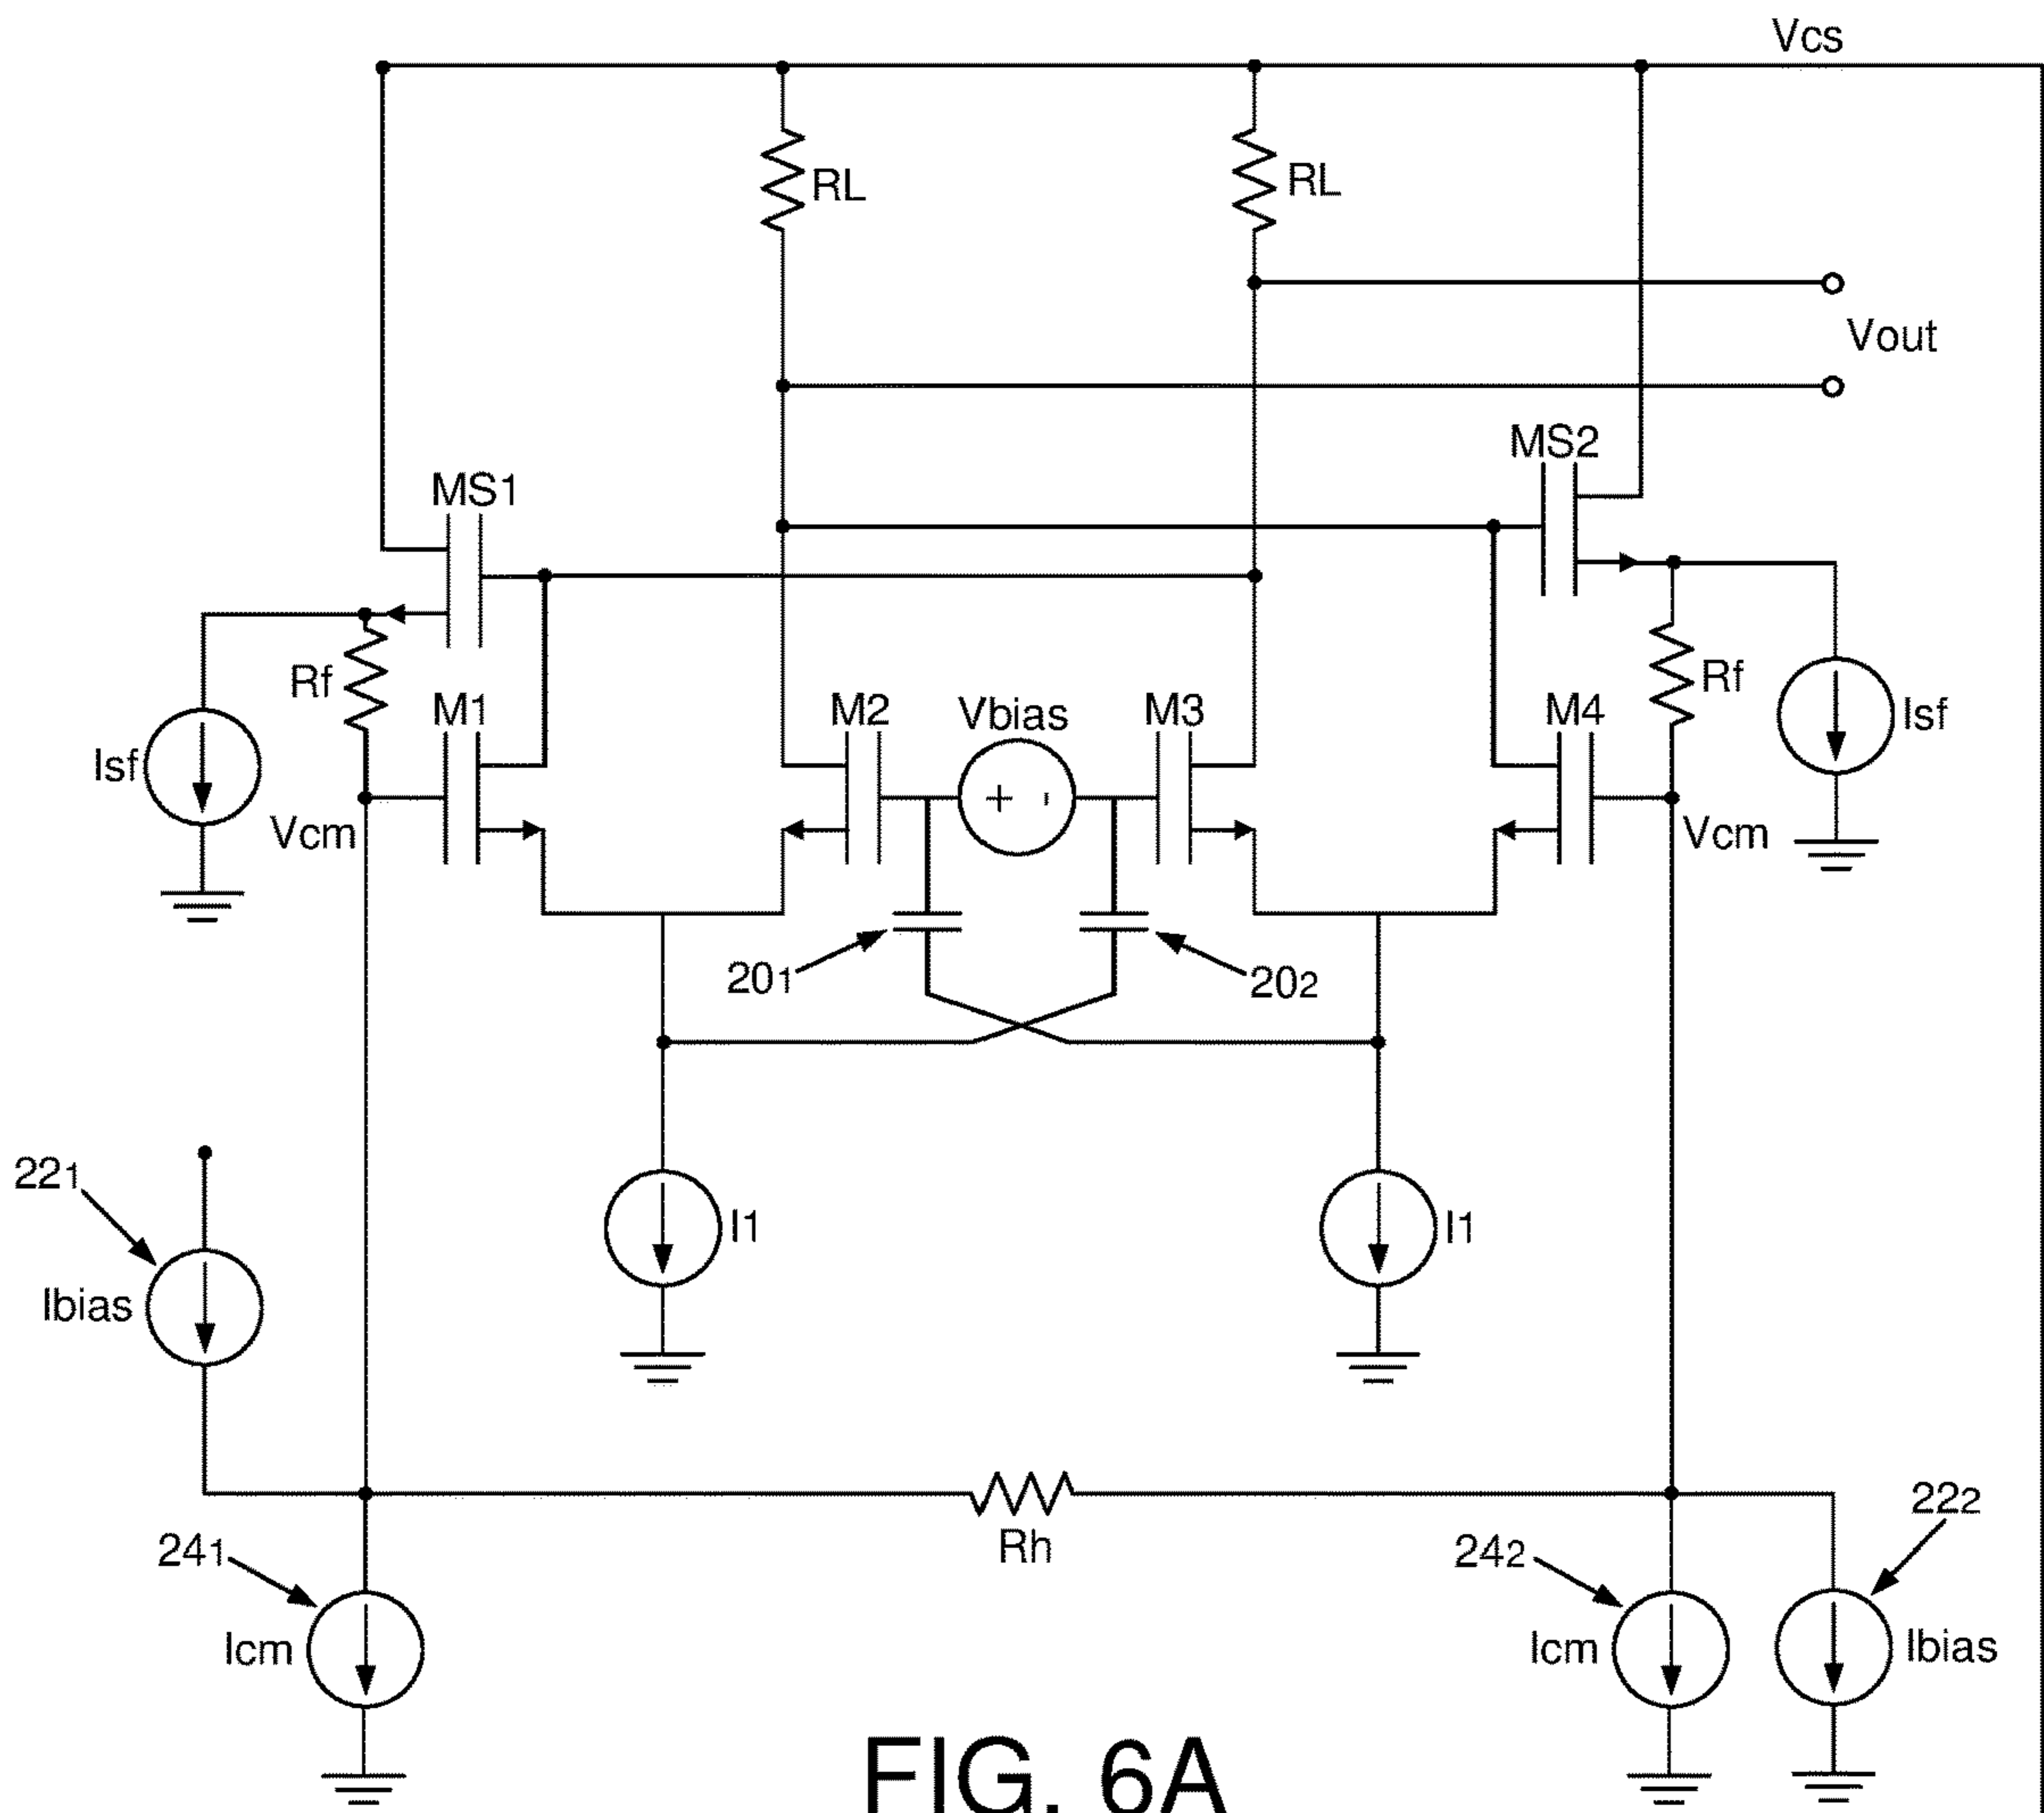 Vcs
RL
RL
Vout
MS2
MS1
Rf
Rf
M1
M2
Vbias
M3
M4
Isf
Isf
+ -
Vcm
Vcm
201
202
221
I1
I1
Ibias
222
Rh
241
242
Icm
Icm
Ibias
FIG. 6A